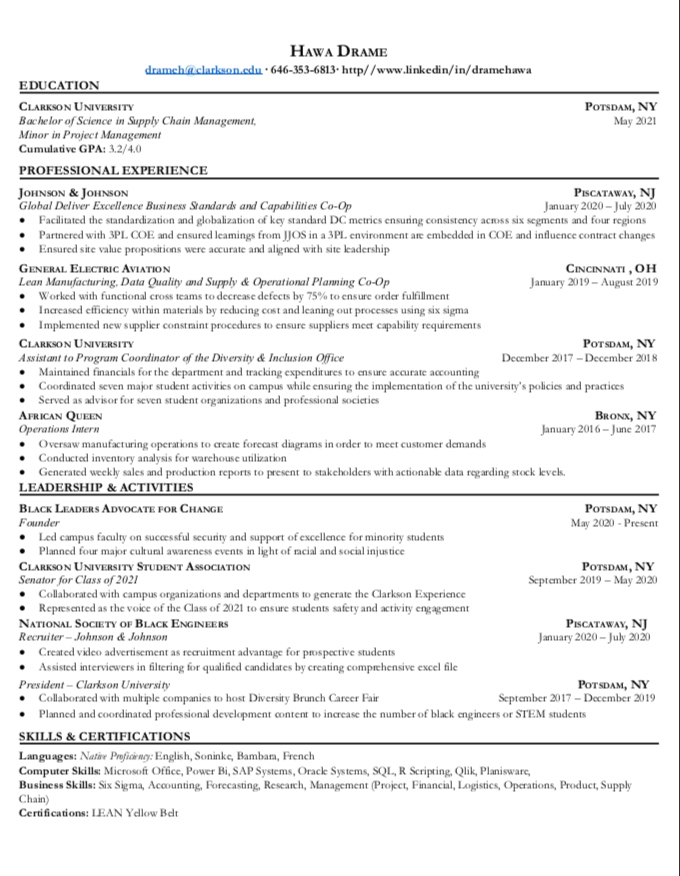 HAWA DRAME
drameh@clarkson.edu · 646-353-6813· http//www.linkedin/in/dramehawa
EDUCATION
CLARKSON UNIVERSITY POTSDAM, NY
Bachelor of Science in Supply Chain Management, May 2021
Minor in Project Management
Cumulative GPA: 3.2/4.0
PROFESSIONAL EXPERIENCE
JOHNSON & JOHNSON PISCATAWAY, NJ
Global Deliver Excellence Business Standards and Capabilities Co-Op January 2020 – July 2020
● Facilitated the standardization and globalization of key standard DC metrics ensuring consistency across six segments and four regions
● Partnered with 3PL COE and ensured learnings from JJOS in a 3PL environment are embedded in COE and influence contract changes
● Ensured site value propositions were accurate and aligned with site leadership
GENERAL ELECTRIC AVIATION CINCINNATI , OH
Lean Manufacturing, Data Quality and Supply & Operational Planning Co-Op January 2019 – August 2019
● Worked with functional cross teams to decrease defects by 75% to ensure order fulfillment
● Increased efficiency within materials by reducing cost and leaning out processes using six sigma
● Implemented new supplier constraint procedures to ensure suppliers meet capability requirements
CLARKSON UNIVERSITY POTSDAM, NY
Assistant to Program Coordinator of the Diversity & Inclusion Office December 2017 – December 2018
● Maintained financials for the department and tracking expenditures to ensure accurate accounting
● Coordinated seven major student activities on campus while ensuring the implementation of the university's policies and practices
● Served as advisor for seven student organizations and professional societies
AFRICAN QUEEN BRONX, NY
Operations Intern January 2016 – June 2017
● Oversaw manufacturing operations to create forecast diagrams in order to meet customer demands
● Conducted inventory analysis for warehouse utilization
● Generated weekly sales and production reports to present to stakeholders with actionable data regarding stock levels.
LEADERSHIP & ACTIVITIES
BLACK LEADERS ADVOCATE FOR CHANGE POTSDAM, NY
Founder May 2020 - Present
● Led campus faculty on successful security and support of excellence for minority students
● Planned four major cultural awareness events in light of racial and social injustice
CLARKSON UNIVERSITY STUDENT ASSOCIATION POTSDAM, NY
Senator for Class of 2021 September 2019 – May 2020
● Collaborated with campus organizations and departments to generate the Clarkson Experience
● Represented as the voice of the Class of 2021 to ensure students safety and activity engagement
NATIONAL SOCIETY OF BLACK ENGINEERS PISCATAWAY, NJ
Recruiter – Johnson & Johnson January 2020 – July 2020
● Created video advertisement as recruitment advantage for prospective students
● Assisted interviewers in filtering for qualified candidates by creating comprehensive excel file
President – Clarkson University POTSDAM, NY
● Collaborated with multiple companies to host Diversity Brunch Career Fair September 2017 – December 2019
● Planned and coordinated professional development content to increase the number of black engineers or STEM students
SKILLS & CERTIFICATIONS
Languages: Native Proficiency: English, Soninke, Bambara, French
Computer Skills: Microsoft Office, Power Bi, SAP Systems, Oracle Systems, SQL, R Scripting, Qlik, Planisware,
Business Skills: Six Sigma, Accounting, Forecasting, Research, Management (Project, Financial, Logistics, Operations, Product, Supply
Chain)
Certifications: LEAN Yellow Belt